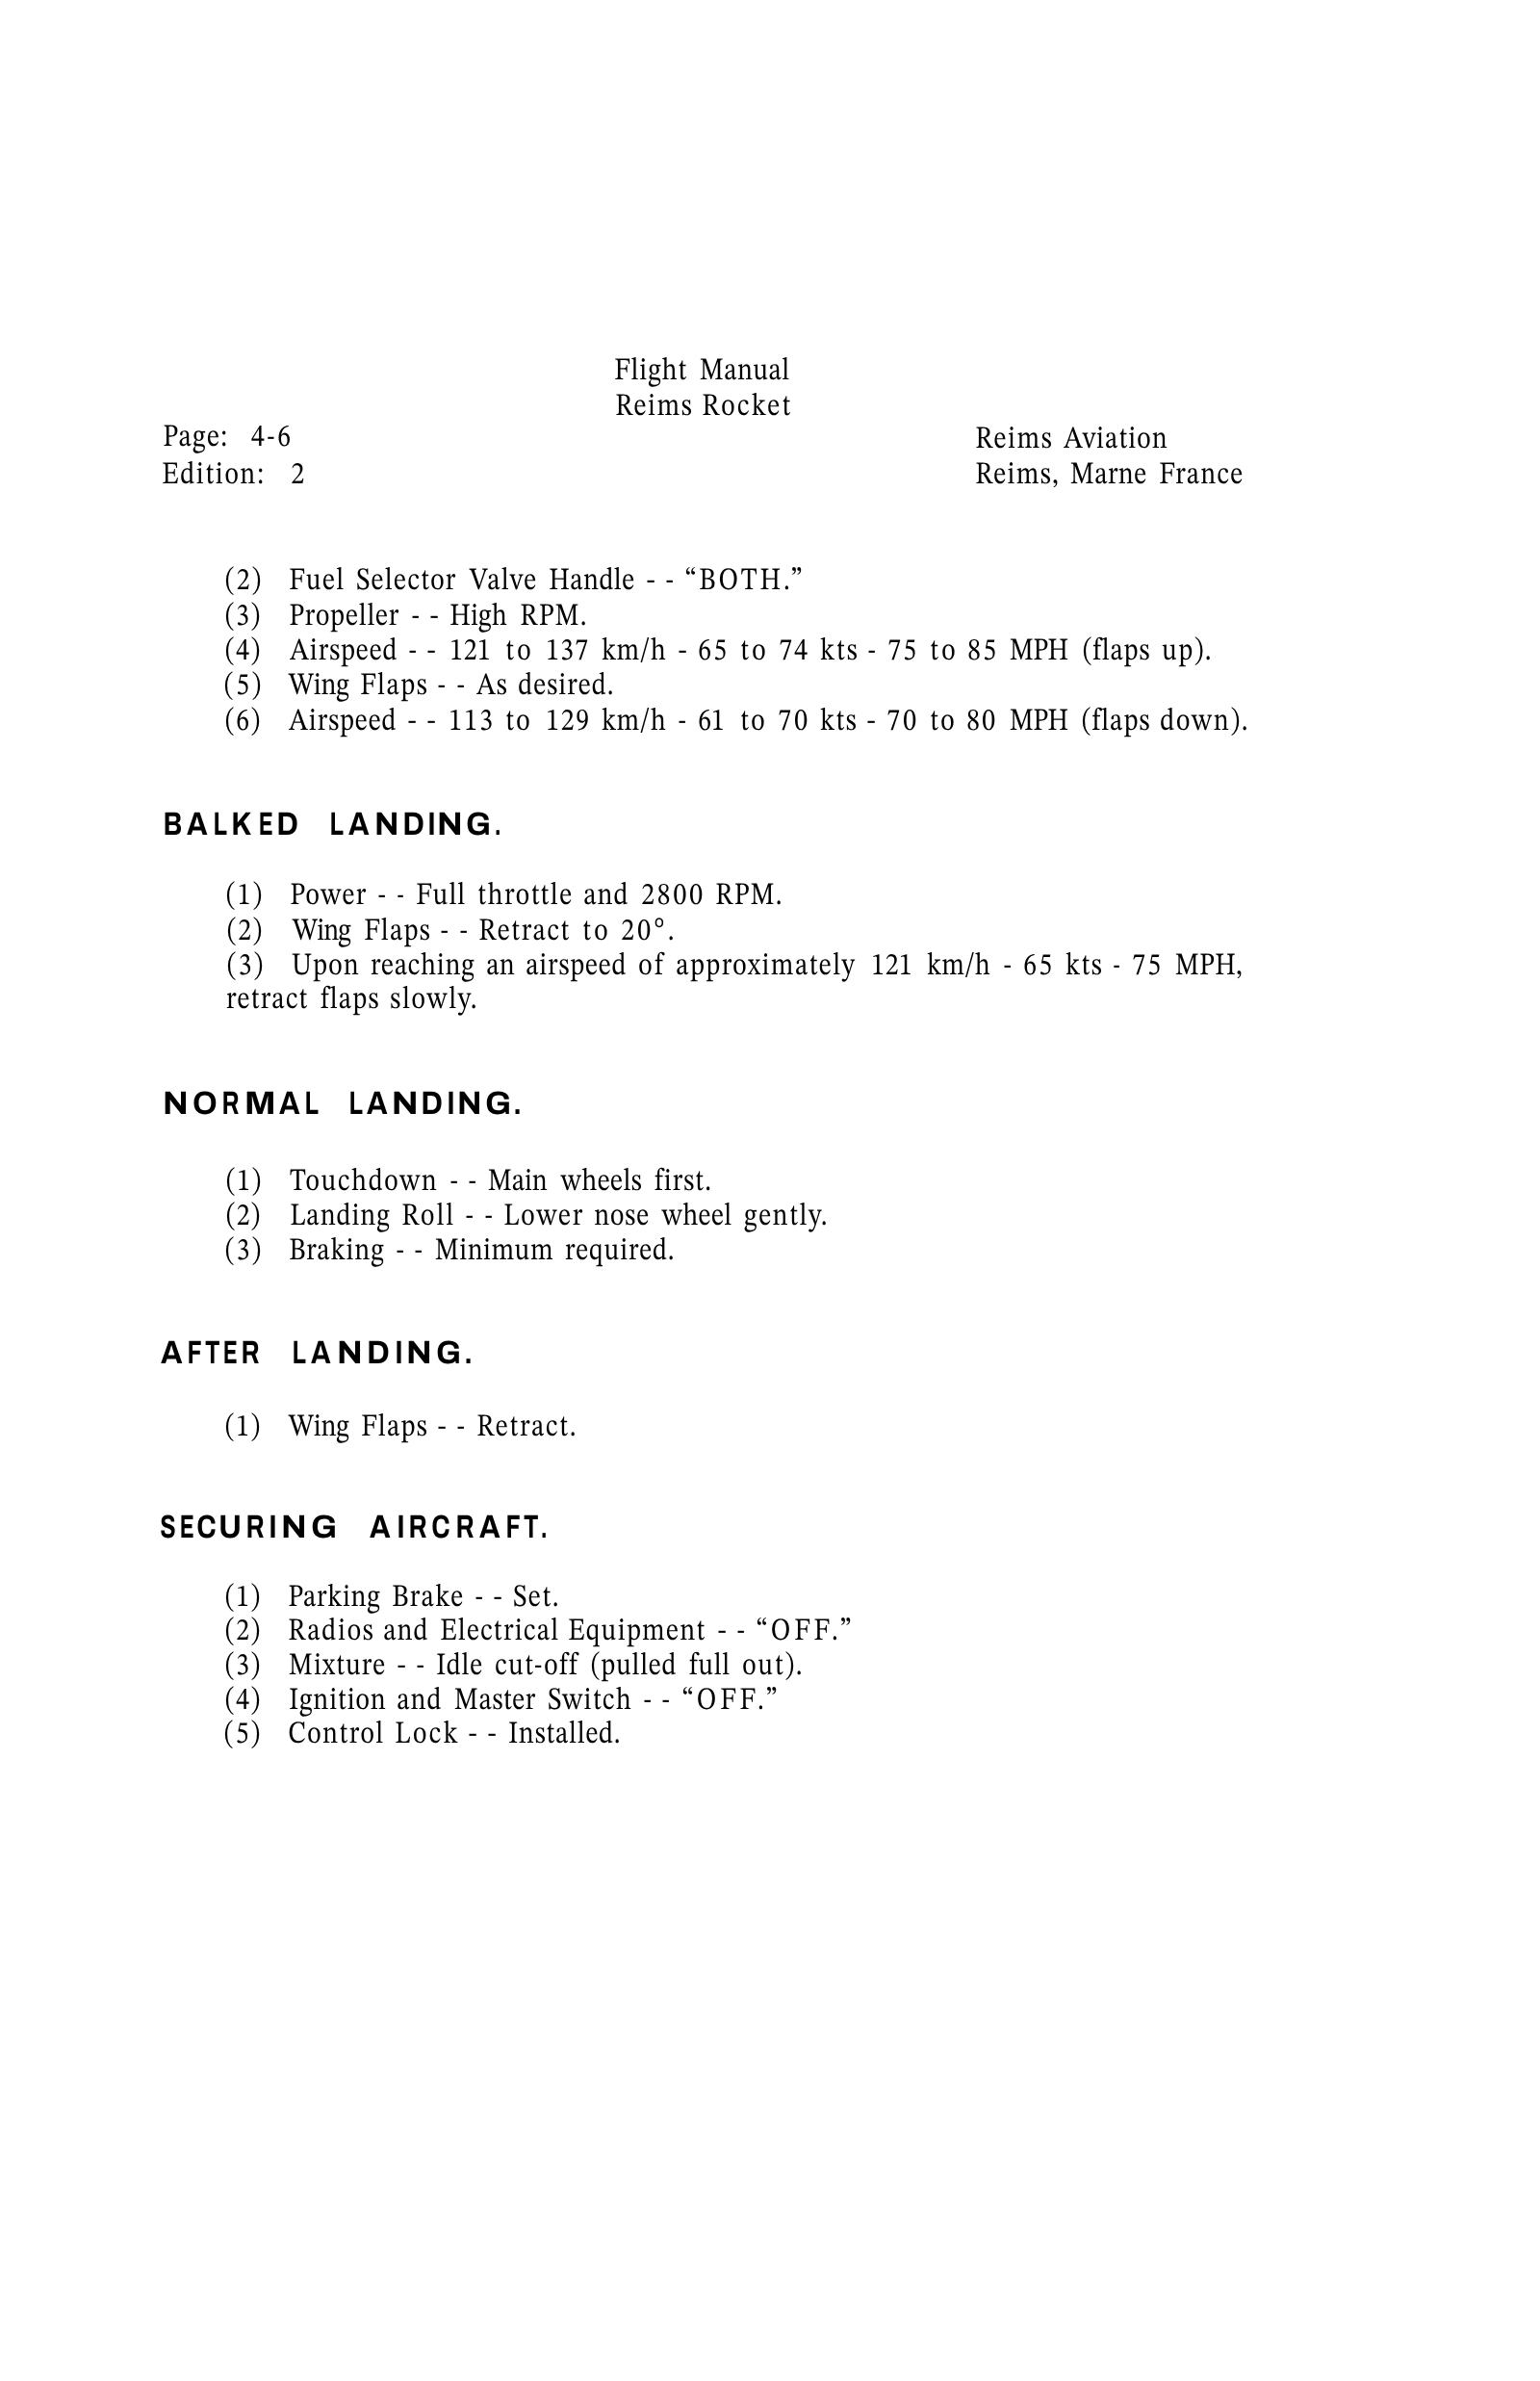 Flight Manual
Reims Rocket
Page: 4-6
Edition: 2
Reims Aviation
Reims, Marne France
(2) Fuel Selector Valve Handle - - “BOTH.”
(3) Propeller - - High RPM.
(4) Airspeed - - 121 to 137 km/h - 65 to 74 kts - 75 to 85 MPH (flaps up).
(5) Wing Flaps - - As desired.
(6) Airspeed - - 113 to 129 km/h - 61 to 70 kts - 70 to 80 MPH (flaps down).
BALKED LANDING.
(1) Power - - Full throttle and 2800 RPM.
(2) Wing Flaps - - Retract to 20°.
(3) Upon reaching an airspeed of approximately 121 km/h - 65 kts - 75 MPH,
retract flaps slowly.
NORMAL LANDING.
(1) Touchdown - - Main wheels first.
(2) Landing Roll - - Lower nose wheel gently.
(3) Braking - - Minimum required.
AFTER LANDING.
(1) Wing Flaps - - Retract.
SECURING AIRCRAFT.
(1) Parking Brake - - Set.
(2) Radios and Electrical Equipment - - “OFF.”
(3) Mixture - - Idle cut-off (pulled full out).
(4) Ignition and Master Switch - - “OFF.”
(5) Control Lock - - Installed.